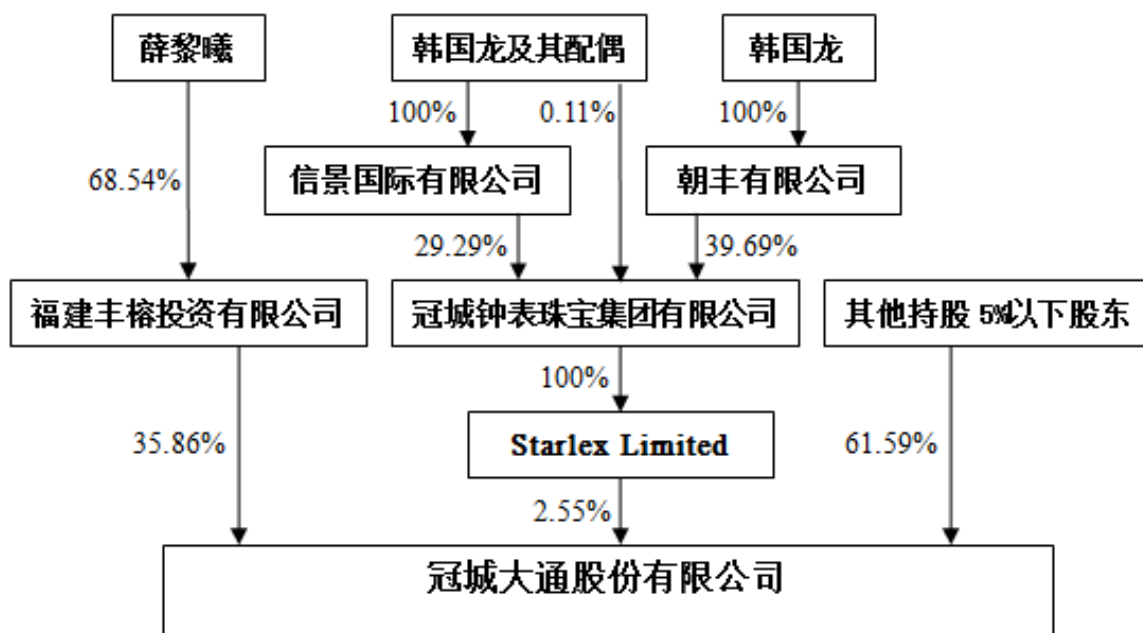 薛黎曦
韩国龙及其配偶
韩国龙
100%
0.11%
100%
68.54%
信景国际有限公司
朝丰有限公司
29.29%
39.69%
福建丰榕投资有限公司
冠城钟表珠宝集团有限公司
其他持股 5%以下股东
100%
35.86%
Starlex Limited
61.59%
2.55%
冠城大通股份有限公司